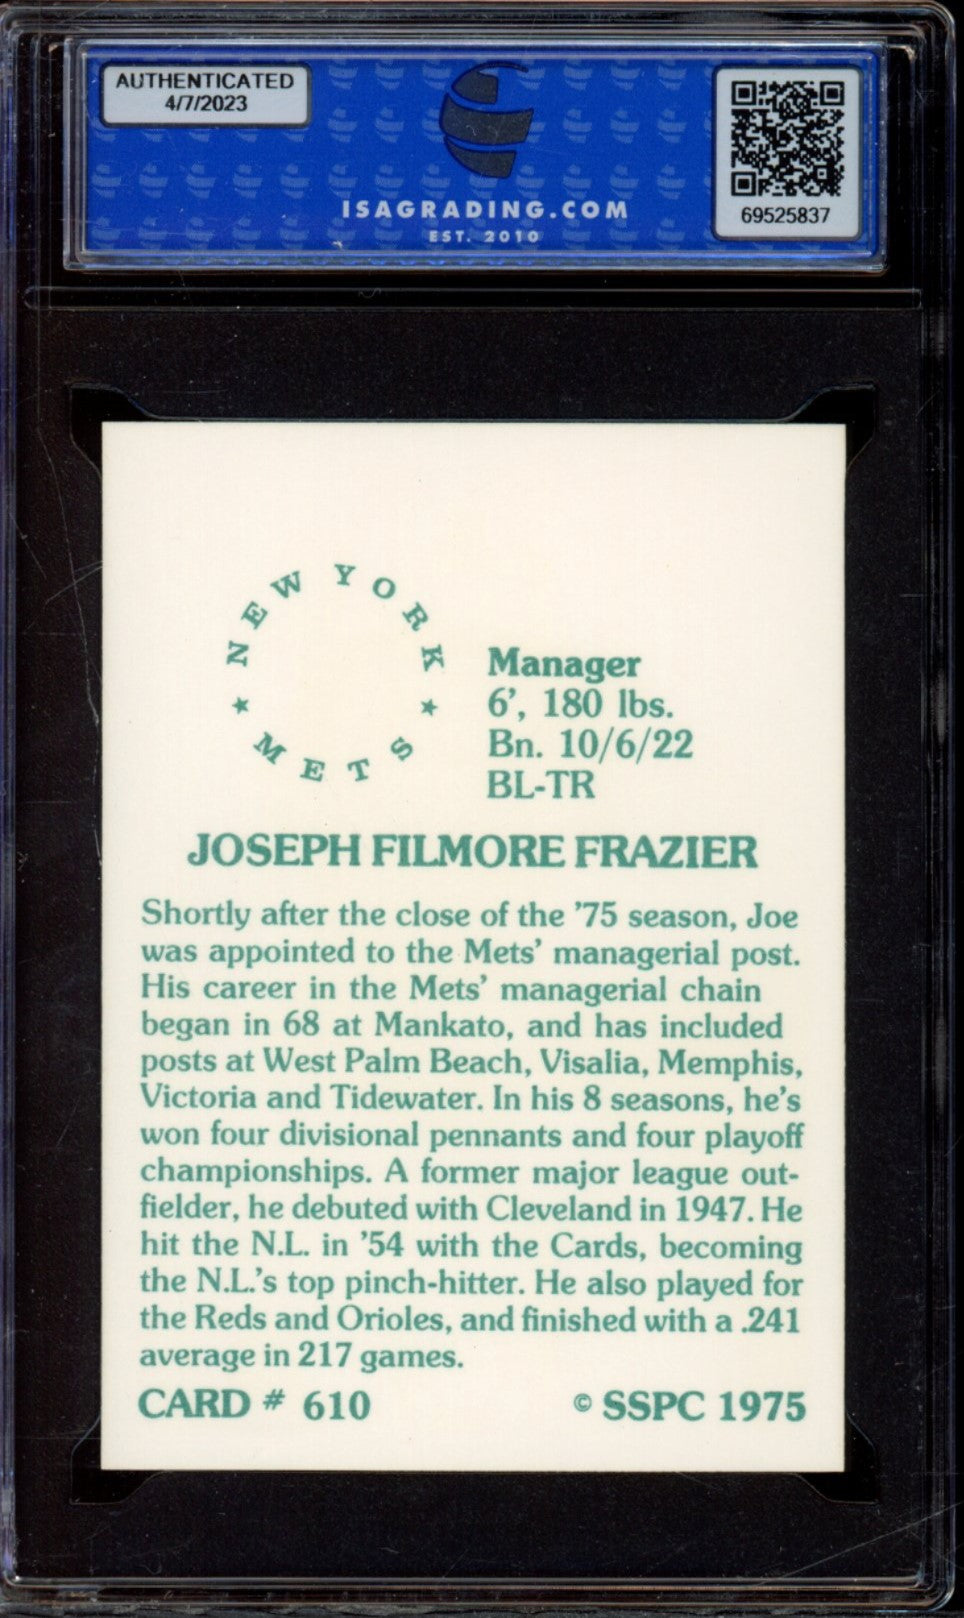 AUTHENTICATED
4/7/2023
ISAGRADING.COM
EST. 2010
69525837
NEW YORK
★ METS ★
Manager
6', 180 lbs.
Bn. 10/6/22
BL-TR
JOSEPH FILMORE FRAZIER
Shortly after the close of the '75 season, Joe
was appointed to the Mets' managerial post.
His career in the Mets' managerial chain
began in 68 at Mankato, and has included
posts at West Palm Beach, Visalia, Memphis,
Victoria and Tidewater. In his 8 seasons, he's
won four divisional pennants and four playoff
championships. A former major league out-
fielder, he debuted with Cleveland in 1947. He
hit the N.L. in '54 with the Cards, becoming
the N.L.'s top pinch-hitter. He also played for
the Reds and Orioles, and finished with a .241
average in 217 games.
CARD # 610
© SSPC 1975